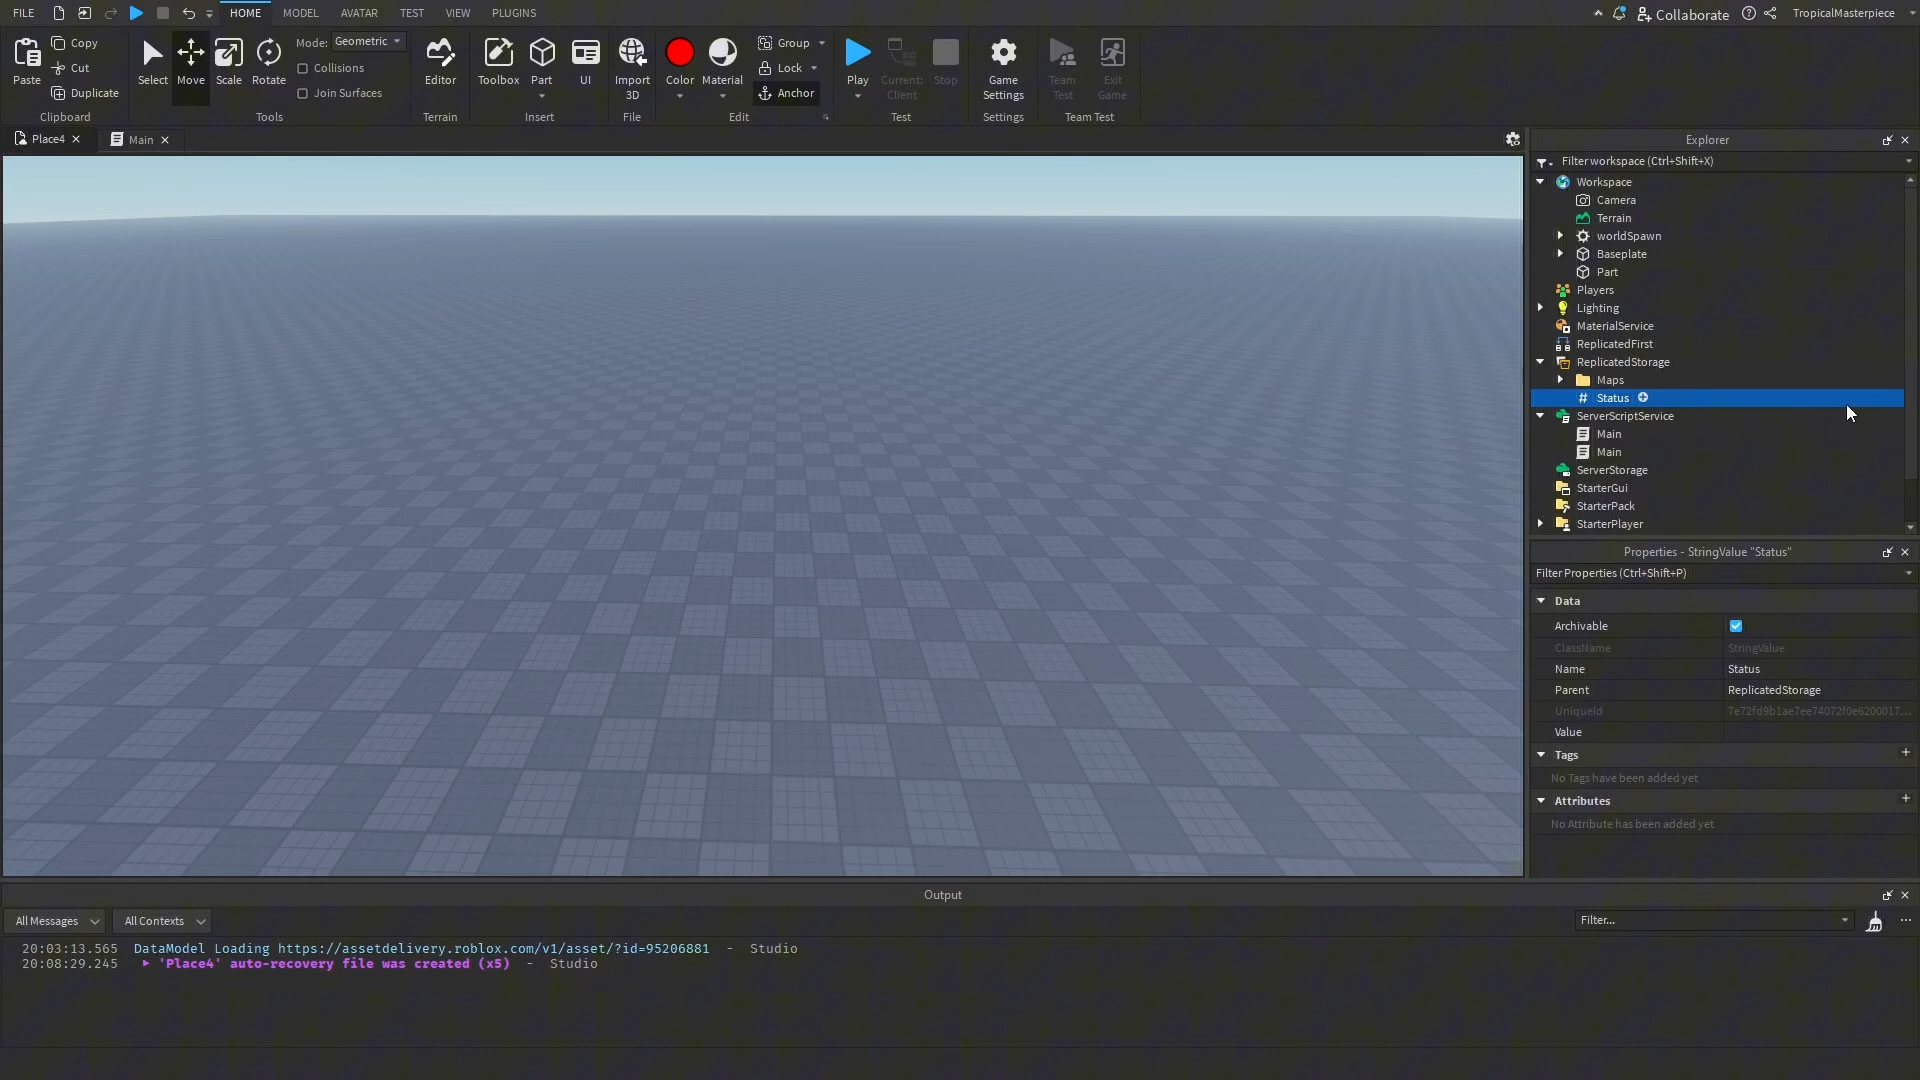 FILE HOME MODEL AVATAR TEST VIEW PLUGINS Collaborate TropicalMasterpiece
Paste Copy Cut Duplicate Clipboard
Select Move Scale Rotate Mode: Geometric Collisions Join Surfaces Tools
Editor Terrain
Toolbox Part UI Insert
Import 3D File
Color Material Group Lock Anchor Edit
Play Current: Client Stop Test
Game Settings Settings
Team Test Exit Game Team Test
Place4 Main
Explorer
Filter workspace (Ctrl+Shift+X)
Workspace
Camera
Terrain
worldSpawn
Baseplate
Part
Players
Lighting
MaterialService
ReplicatedFirst
ReplicatedStorage
Maps
# Status
ServerScriptService
Main
Main
ServerStorage
StarterGui
StarterPack
StarterPlayer
Properties - StringValue "Status"
Filter Properties (Ctrl+Shift+P)
Data
Archivable
ClassName StringValue
Name Status
Parent ReplicatedStorage
UniqueId 7e72fd9b1ae7ee74072f0e6200017...
Value
Tags
No Tags have been added yet
Attributes
No Attribute has been added yet
Output
All Messages All Contexts Filter...
20:03:13.565 DataModel Loading https://assetdelivery.roblox.com/v1/asset/?id=95206881 - Studio
20:08:29.245 'Place4' auto-recovery file was created (x5) - Studio